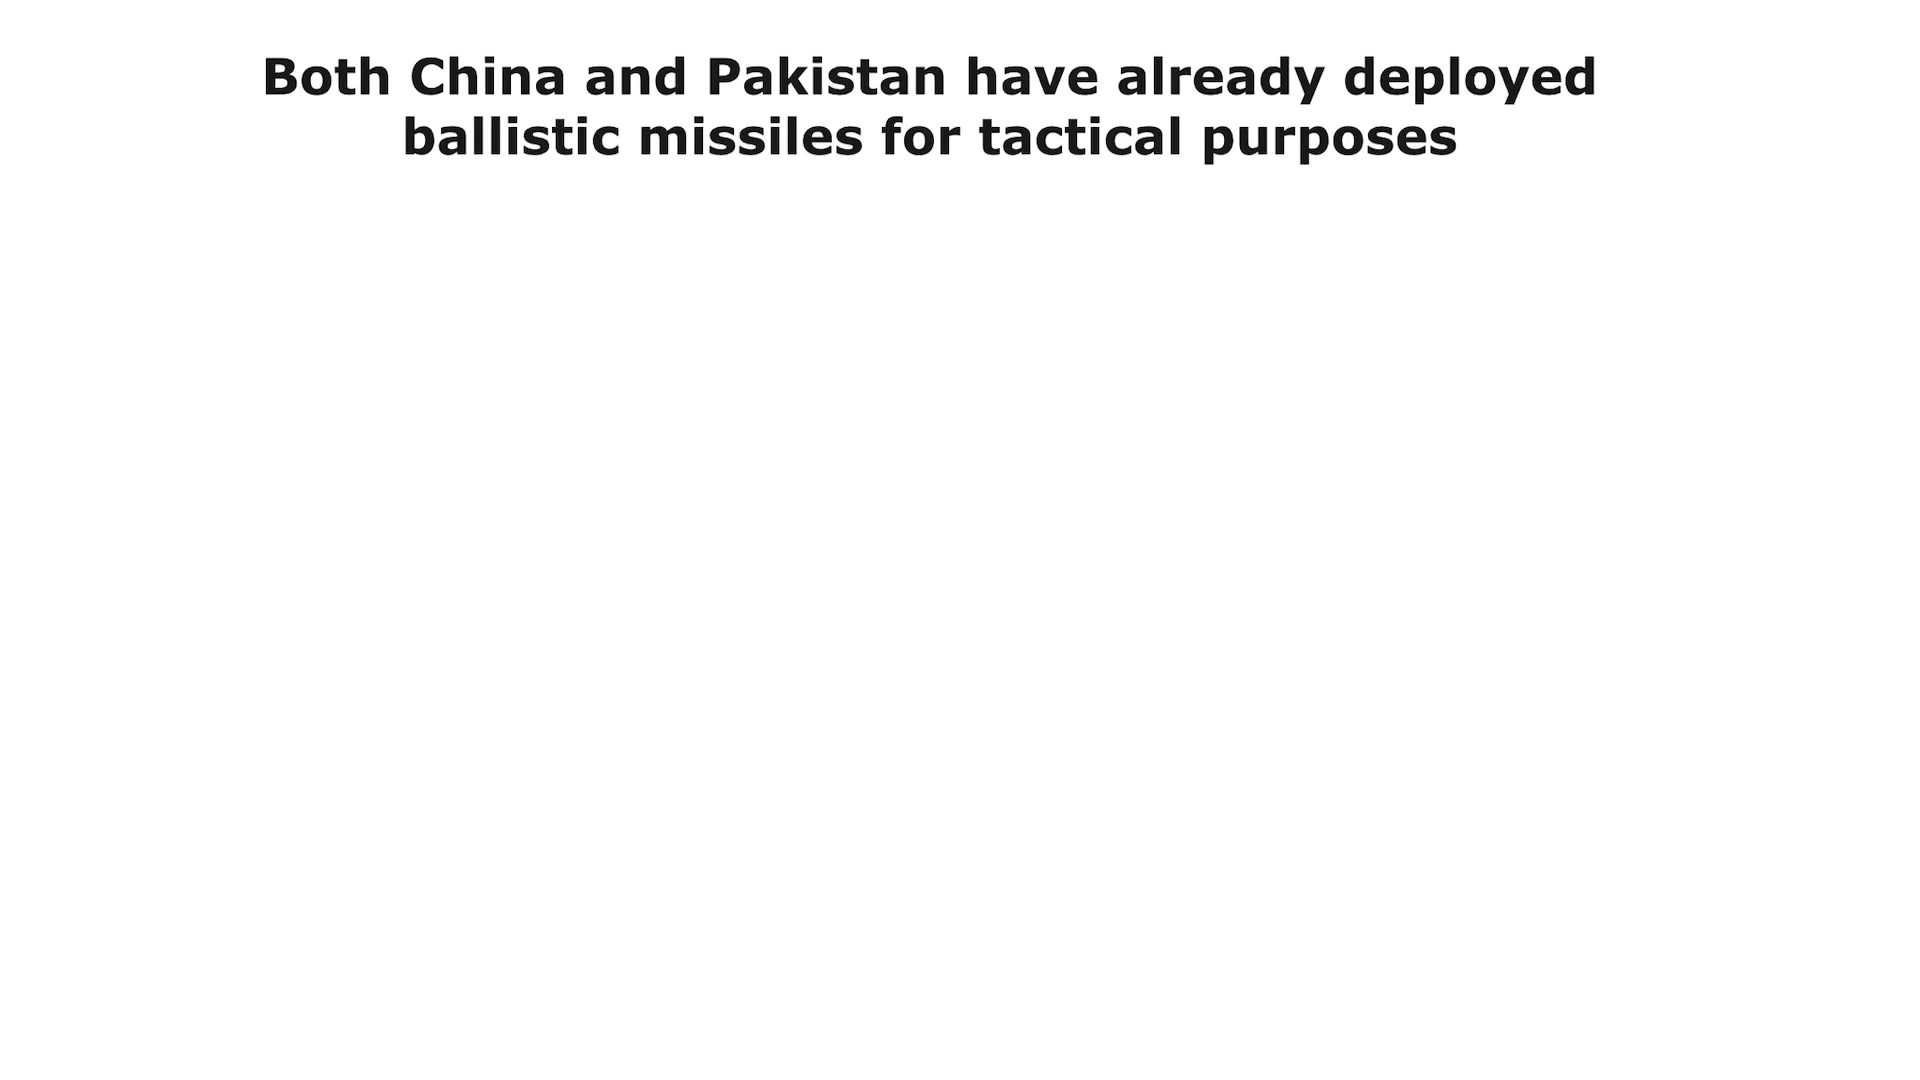 Both China and Pakistan have already deployed
ballistic missiles for tactical purposes